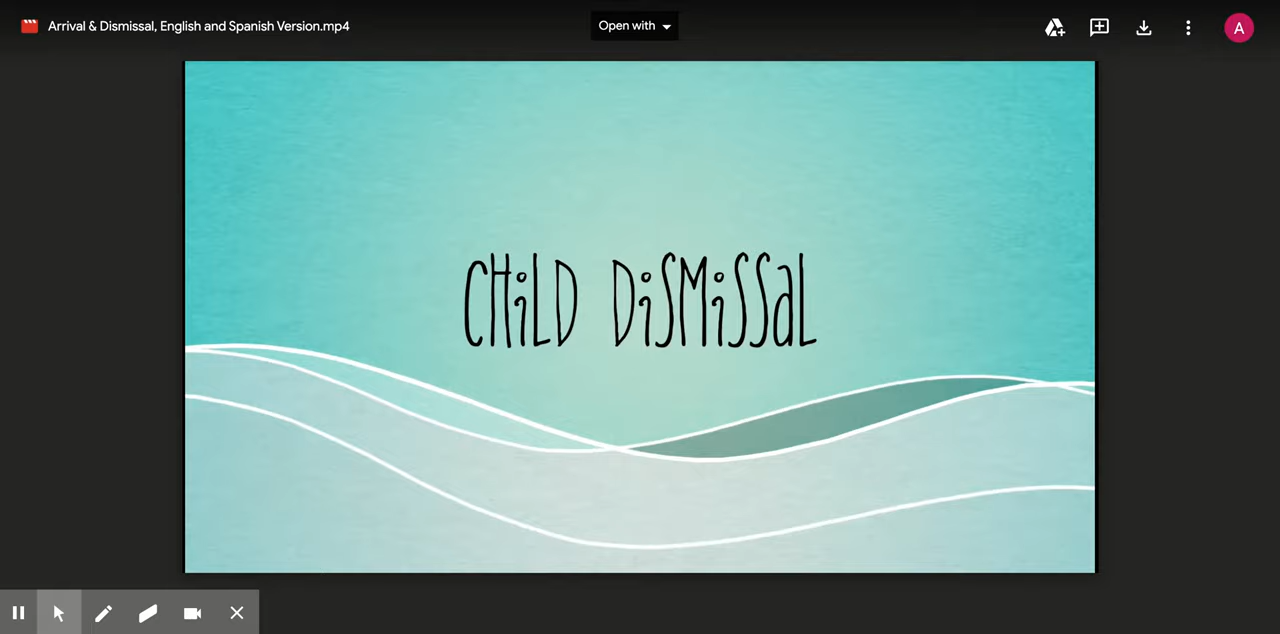 Arrival & Dismissal, English and Spanish Version.mp4
Open with
A
CHiLD DiSMiSSaL